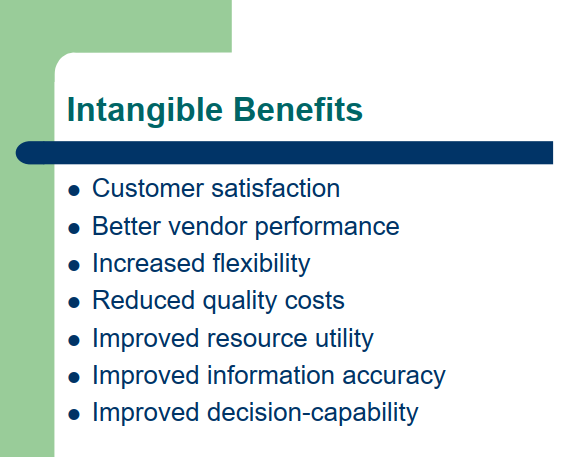 Intangible Benefits
● Customer satisfaction
● Better vendor performance
● Increased flexibility
● Reduced quality costs
● Improved resource utility
● Improved information accuracy
● Improved decision-capability